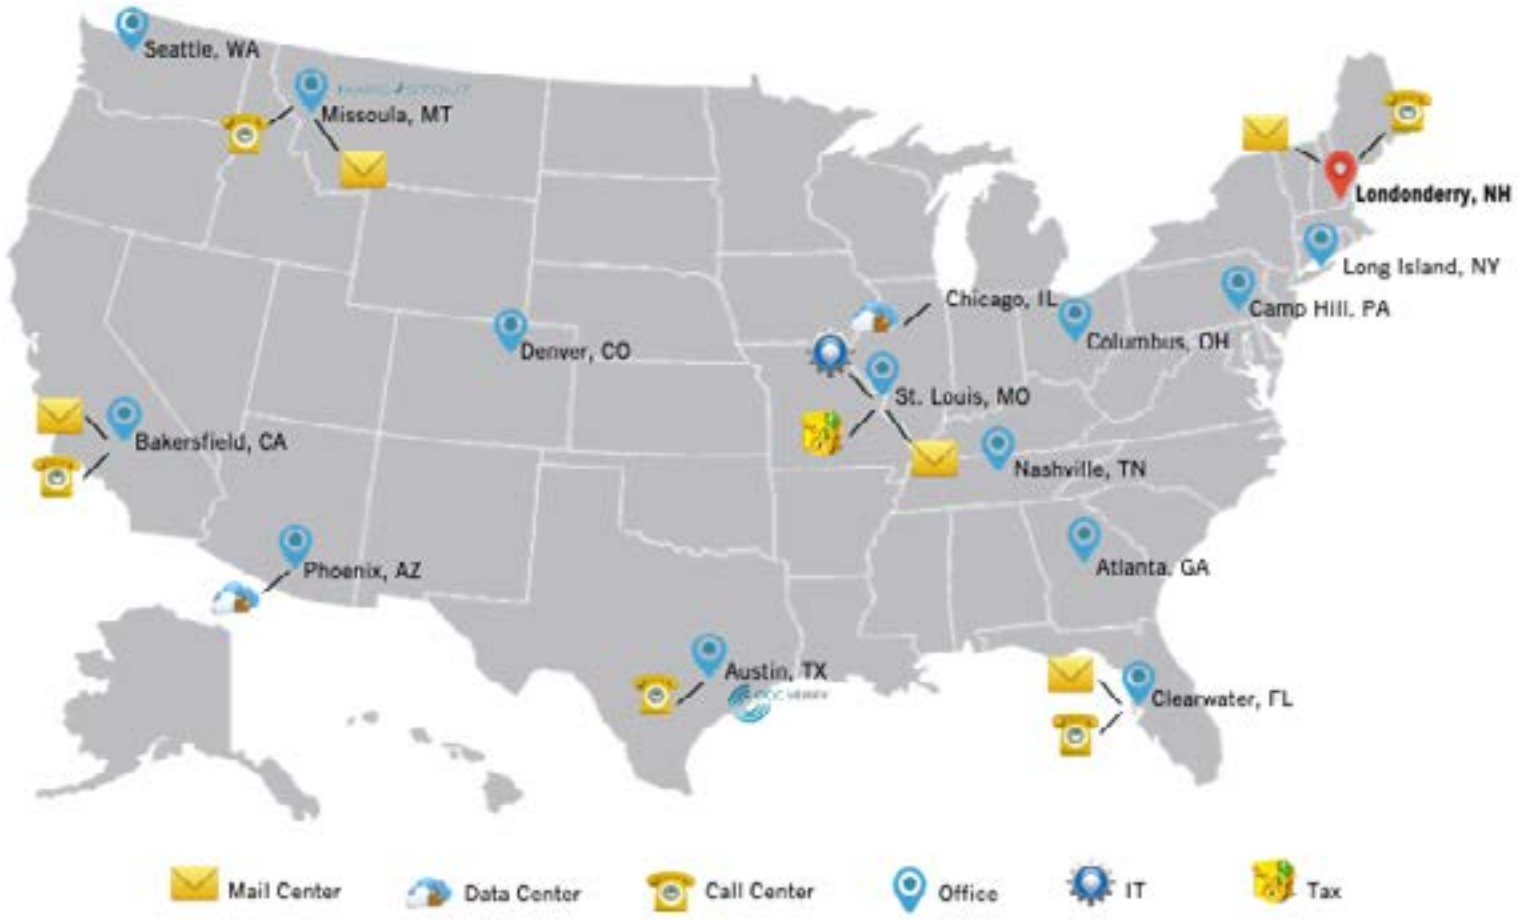 Seattle, WA
Missoula, MT
Londonderry, NH
Long Island, NY
Chicago, IL
Camp Hill, PA
Columbus, OH
Denver, CO
St. Louis, MO
Bakersfield, CA
Nashville, TN
Phoenix, AZ
Atlanta, GA
Austin, TX
Clearwater, FL
Mail Center
Data Center
Call Center
Office
IT
Tax